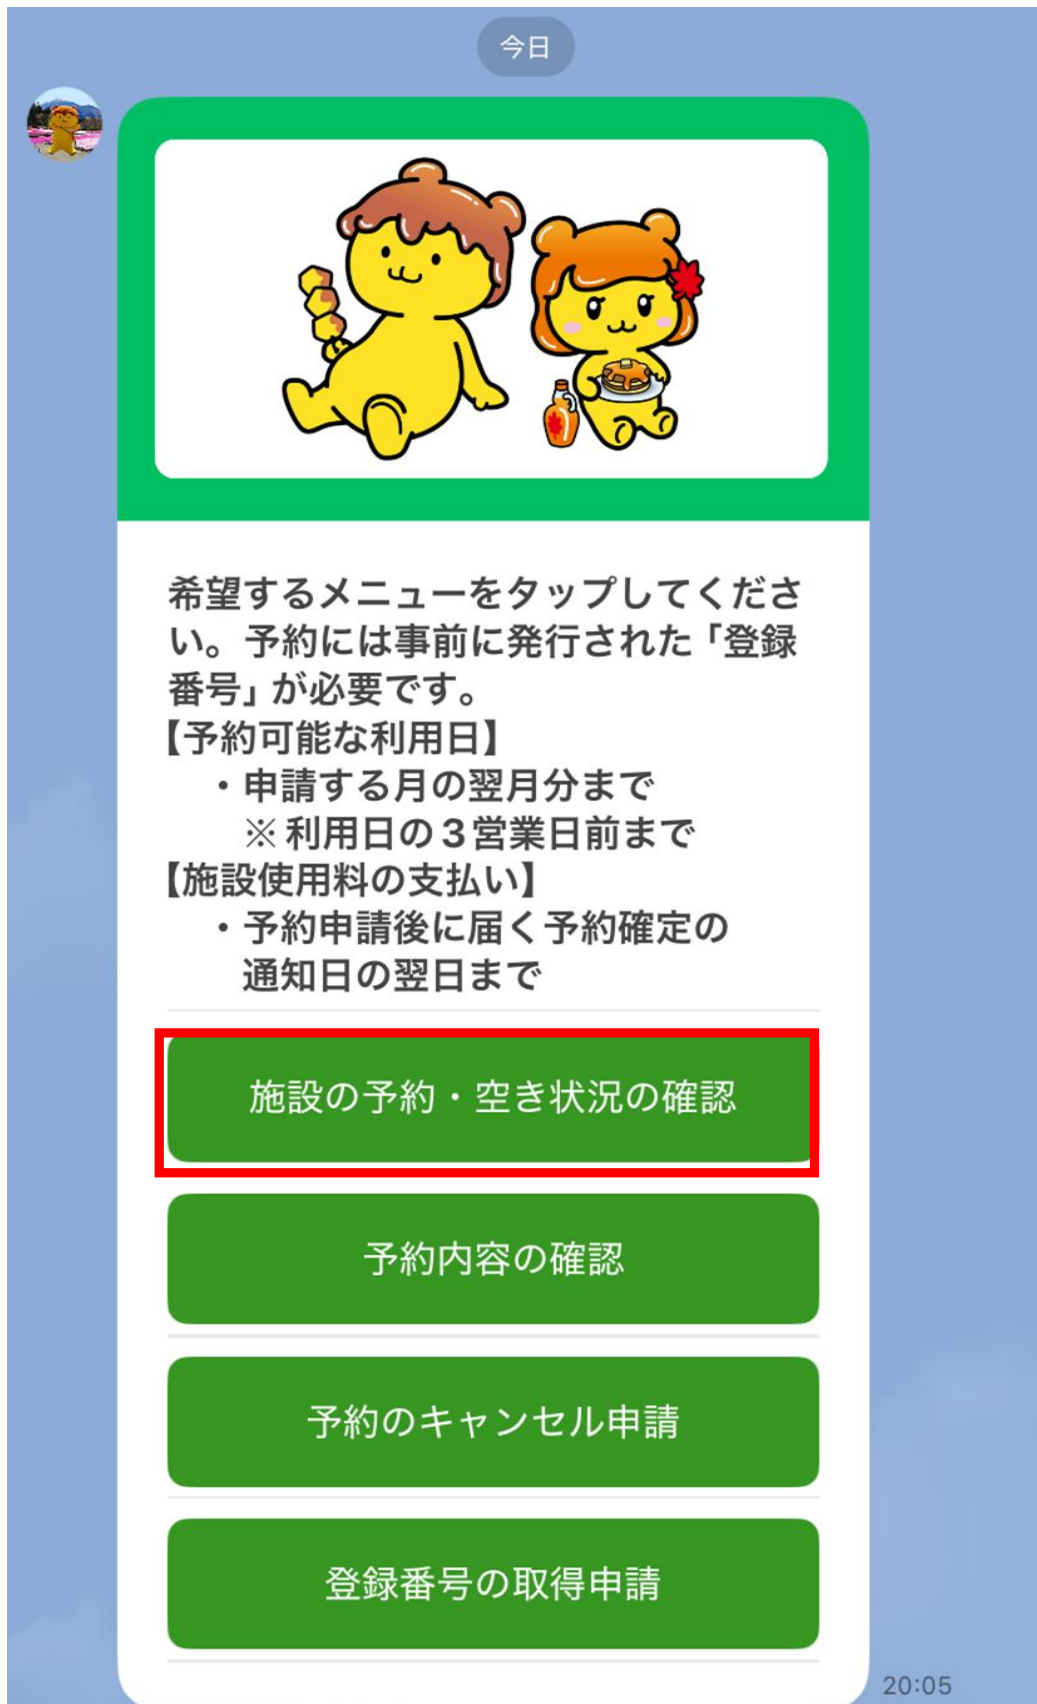 今日
希望するメニューをタップしてくださ
い。予約には事前に発行された「登録
番号」が必要です。
【予約可能な利用日】
・申請する月の翌月分まで
※利用日の３営業日前まで
【施設使用料の支払い】
・予約申請後に届く予約確定の
通知日の翌日まで
施設の予約・空き状況の確認
予約内容の確認
予約のキャンセル申請
登録番号の取得申請
20:05